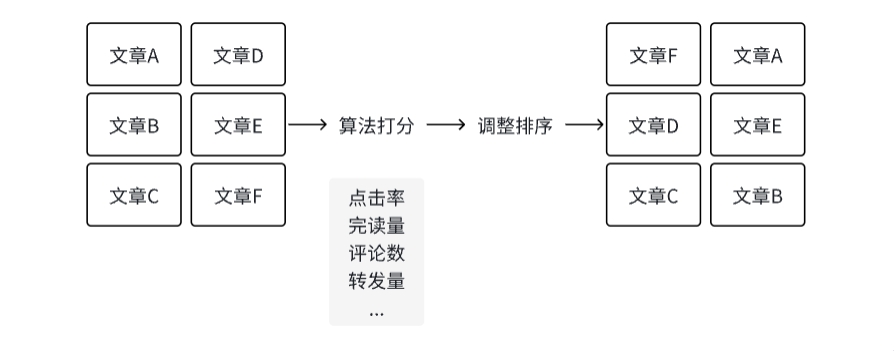 文章A
文章D
文章B
文章E
文章C
文章F
算法打分
点击率
完读量
评论数
转发量
...
调整排序
文章F
文章A
文章D
文章E
文章C
文章B